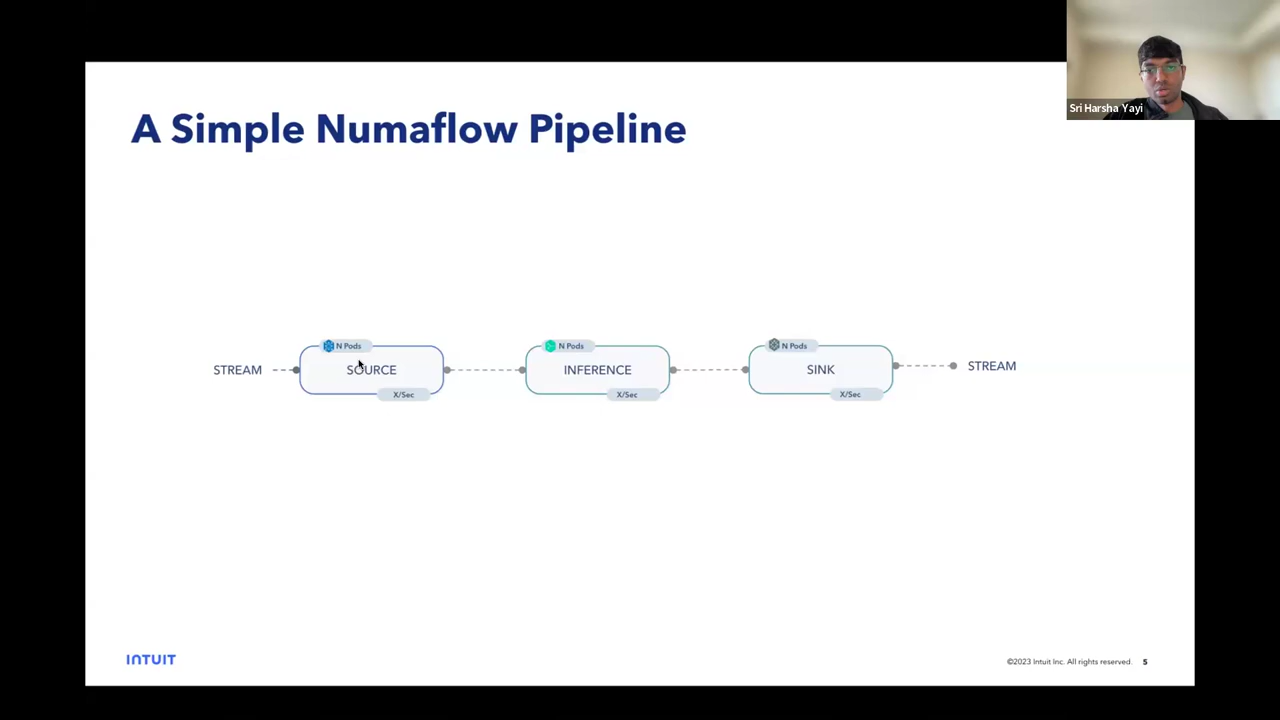 Sri Harsha Yayi
A Simple Numaflow Pipeline
N Pods
N Pods
N Pods
STREAM
SOURCE
INFERENCE
SINK
STREAM
X/Sec
X/Sec
X/Sec
INTUIT
©2023 Intuit Inc. All rights reserved. 5